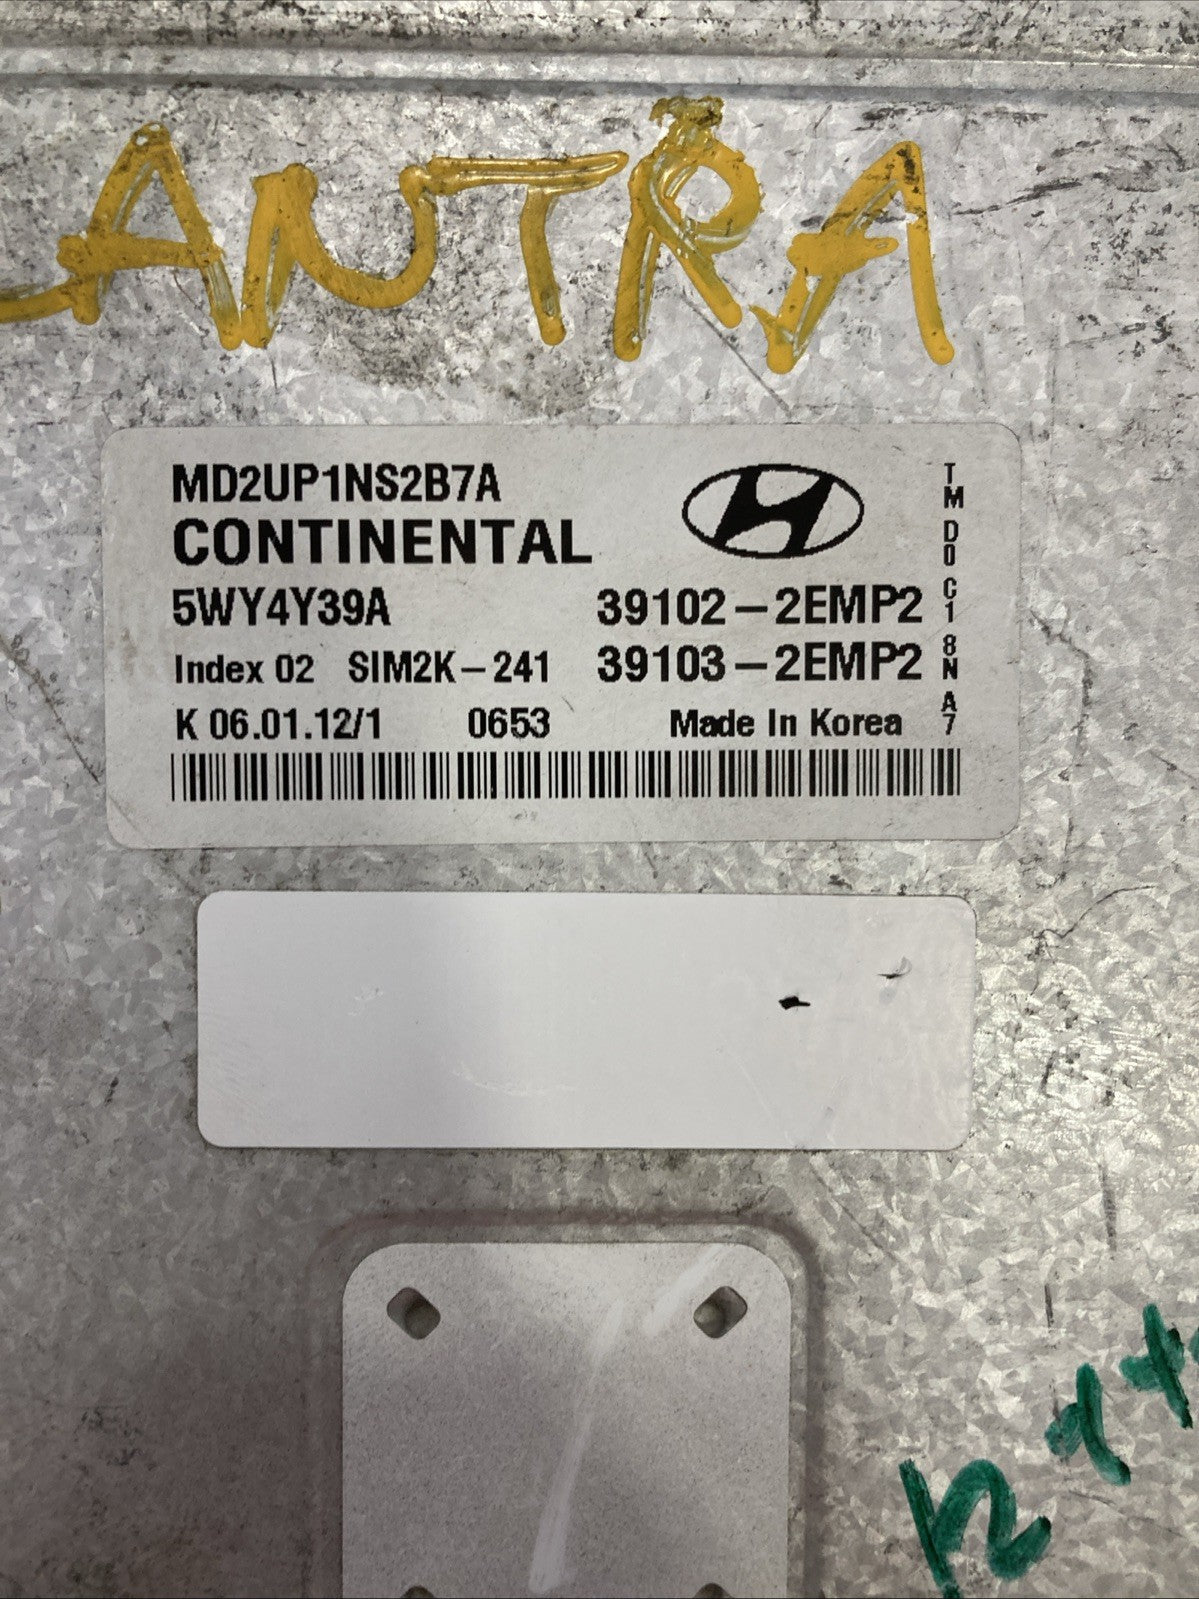 LANTRA
MD2UP1NS2B7A
CONTINENTAL
5WY4Y39A 39102-2EMP2
Index 02 SIM2K-241 39103-2EMP2
K 06.01.12/1 0653 Made In Korea
TM D0 C1 8N A7